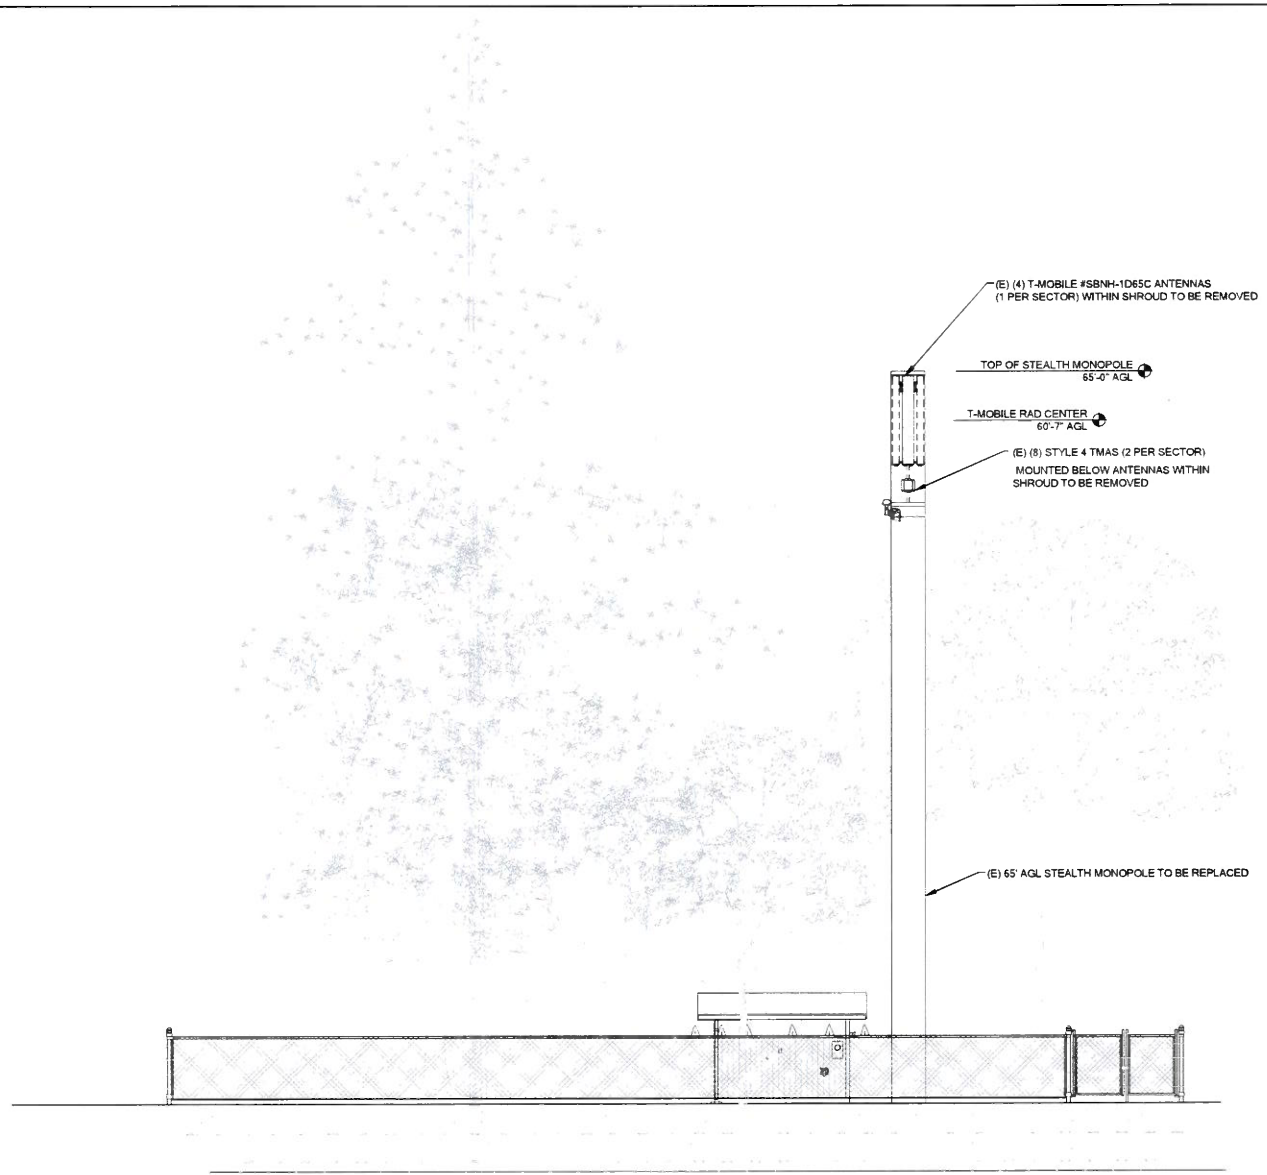 (E) (4) T-MOBILE #SBNH-1D65C ANTENNAS
(1 PER SECTOR) WITHIN SHROUD TO BE REMOVED
TOP OF STEALTH MONOPOLE
65'-0" AGL
T-MOBILE RAD CENTER
60'-7" AGL
(E) (8) STYLE 4 TMAS (2 PER SECTOR)
MOUNTED BELOW ANTENNAS WITHIN
SHROUD TO BE REMOVED
(E) 65' AGL STEALTH MONOPOLE TO BE REPLACED